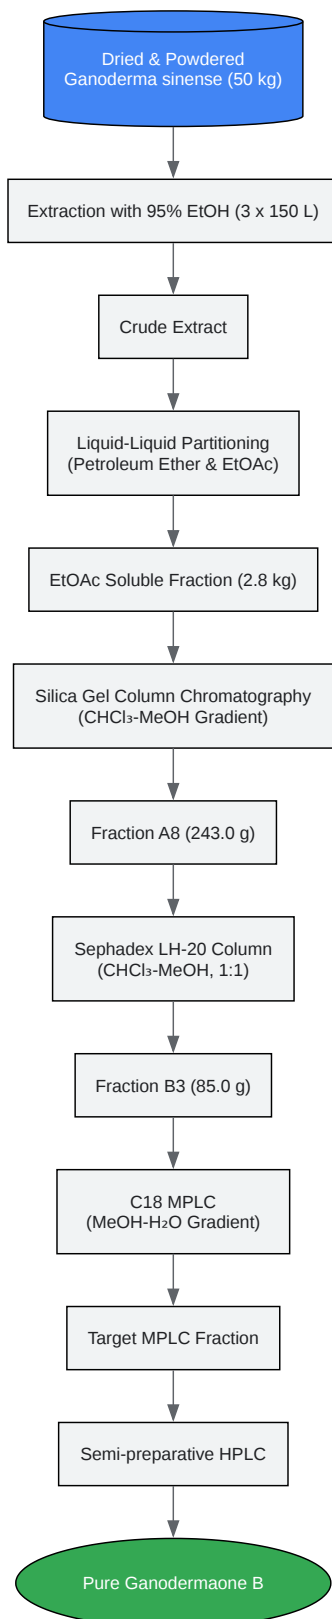 Dried & Powdered
Ganoderma sinense (50 kg)
Extraction with 95% EtOH (3 x 150 L)
Crude Extract
Liquid-Liquid Partitioning
(Petroleum Ether & EtOAc)
EtOAc Soluble Fraction (2.8 kg)
Silica Gel Column Chromatography
(CHCl₃-MeOH Gradient)
Fraction A8 (243.0 g)
Sephadex LH-20 Column
(CHCl₃-MeOH, 1:1)
Fraction B3 (85.0 g)
C18 MPLC
(MeOH-H₂O Gradient)
Target MPLC Fraction
Semi-preparative HPLC
Pure Ganodermaone B